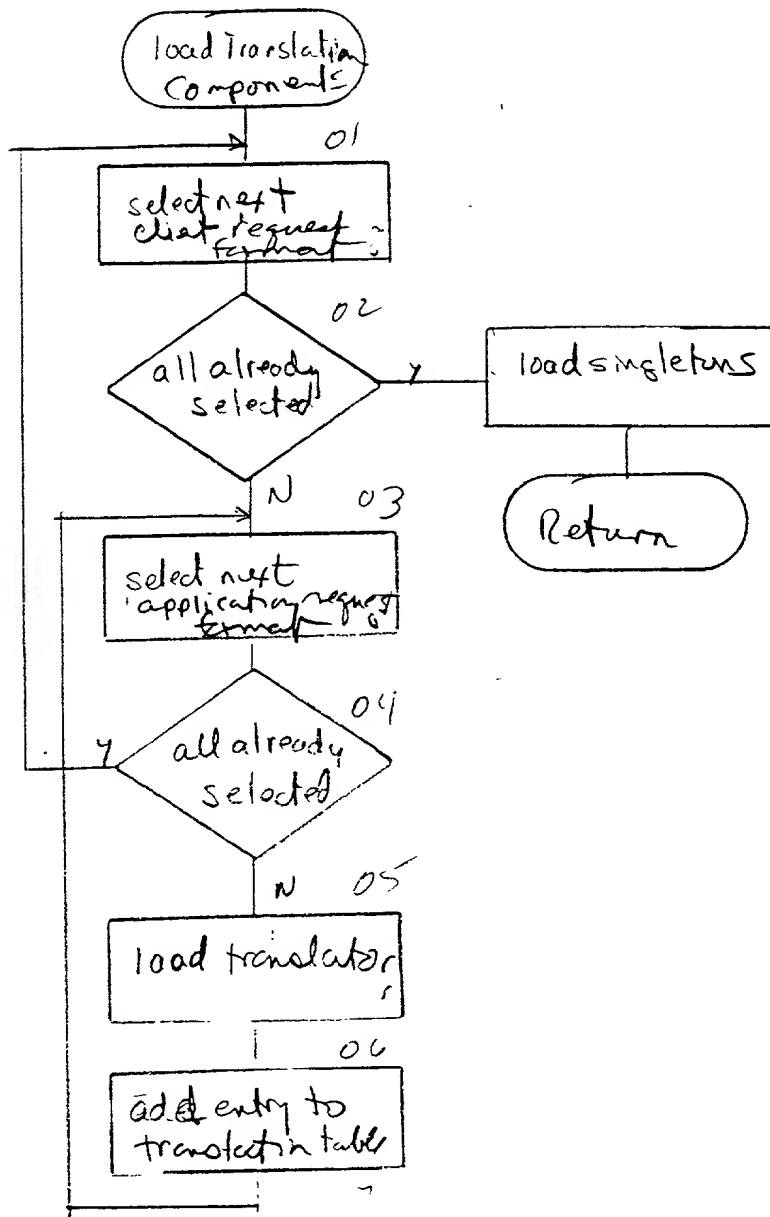 load Translation
Components
01
select next
client request
format
02
all already
selected
Y
load singletons
Return
N
03
select next
application request
format
04
all already
selected
Y
N
05
load translator
06
add entry to
translation table